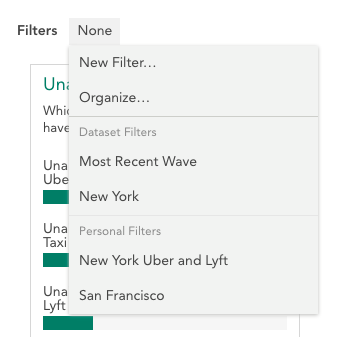 Filters None
New Filter…
Organize…
Dataset Filters
Most Recent Wave
New York
Personal Filters
New York Uber and Lyft
San Francisco
Una
Whic
have
Una
Ube
Una
Taxi
Una
Lyft